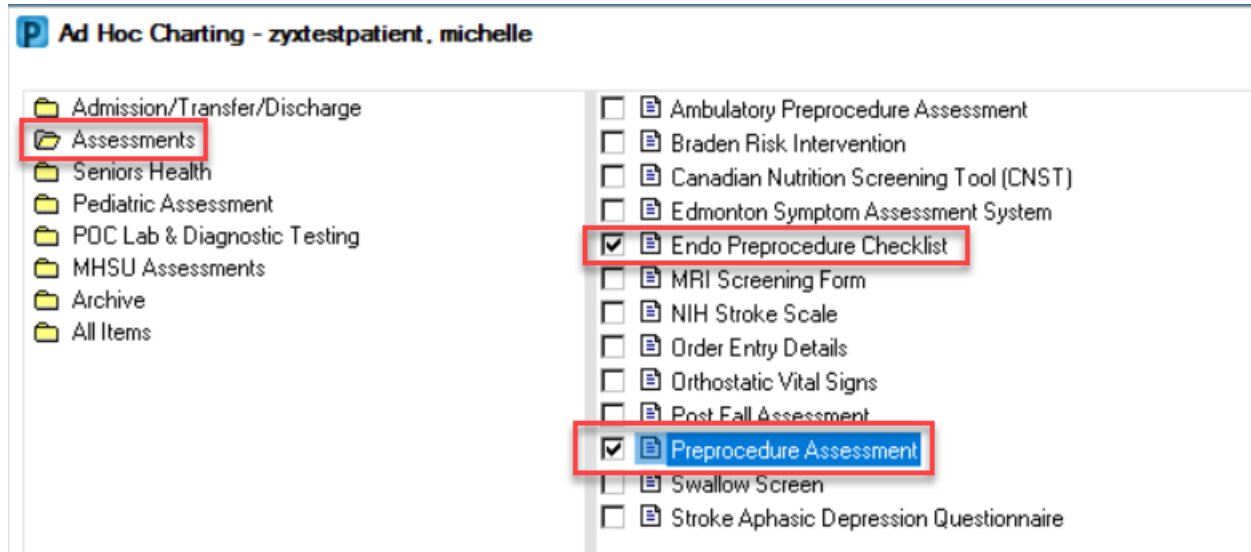 P Ad Hoc Charting - zyxtestpatient, michelle
Admission/Transfer/Discharge
Assessments
Seniors Health
Pediatric Assessment
POC Lab & Diagnostic Testing
MHSU Assessments
Archive
All Items
Ambulatory Preprocedure Assessment
Braden Risk Intervention
Canadian Nutrition Screening Tool (CNST)
Edmonton Symptom Assessment System
Endo Preprocedure Checklist
MRI Screening Form
NIH Stroke Scale
Order Entry Details
Orthostatic Vital Signs
Post Fall Assessment
Preprocedure Assessment
Swallow Screen
Stroke Aphasic Depression Questionnaire